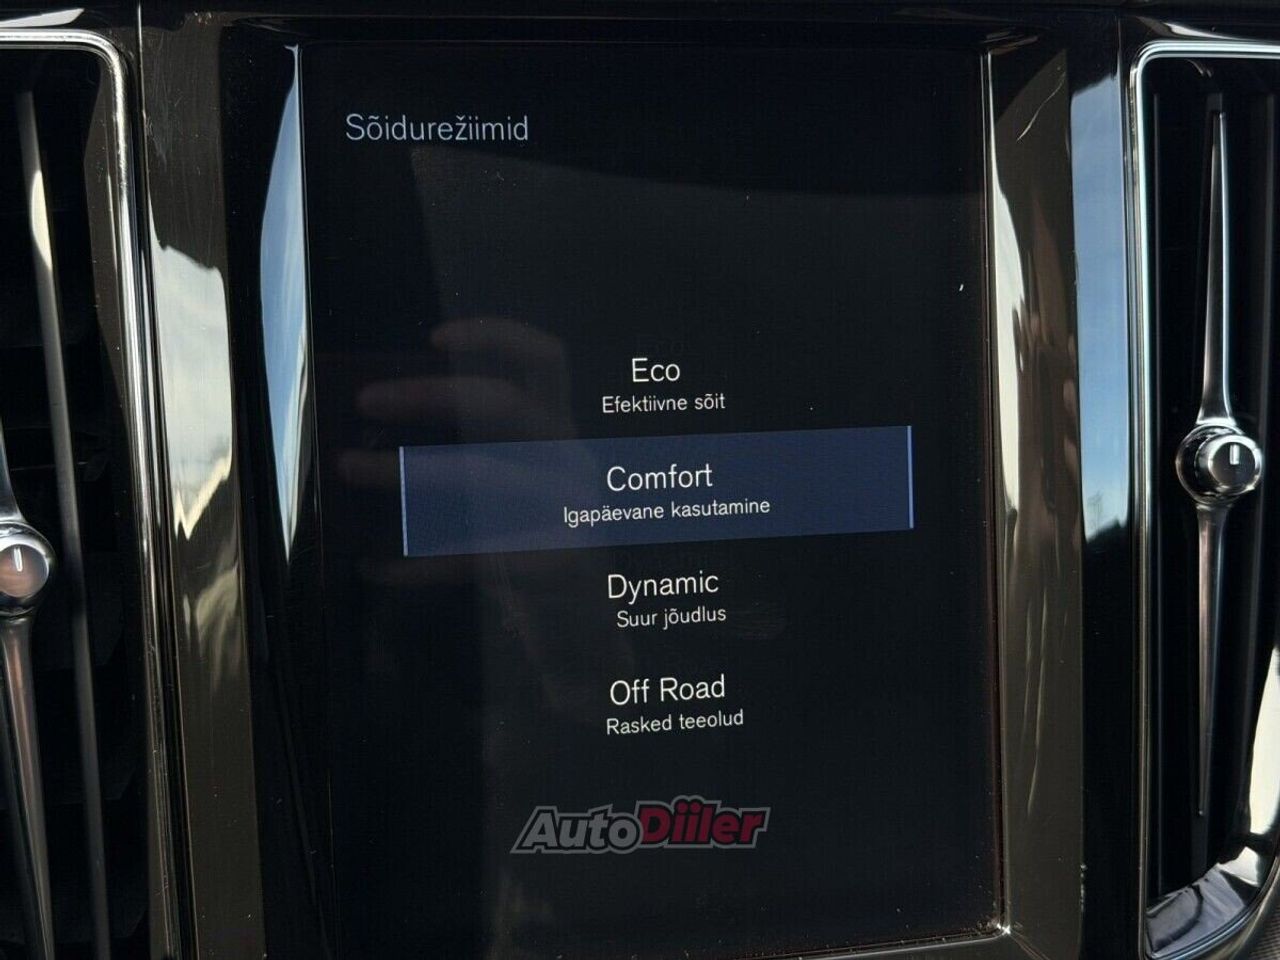 Sõidurežiimid
Eco
Efektiivne sõit
Comfort
Igapäevane kasutamine
Dynamic
Suur jõudlus
Off Road
Rasked teeolud
AutoDiiler